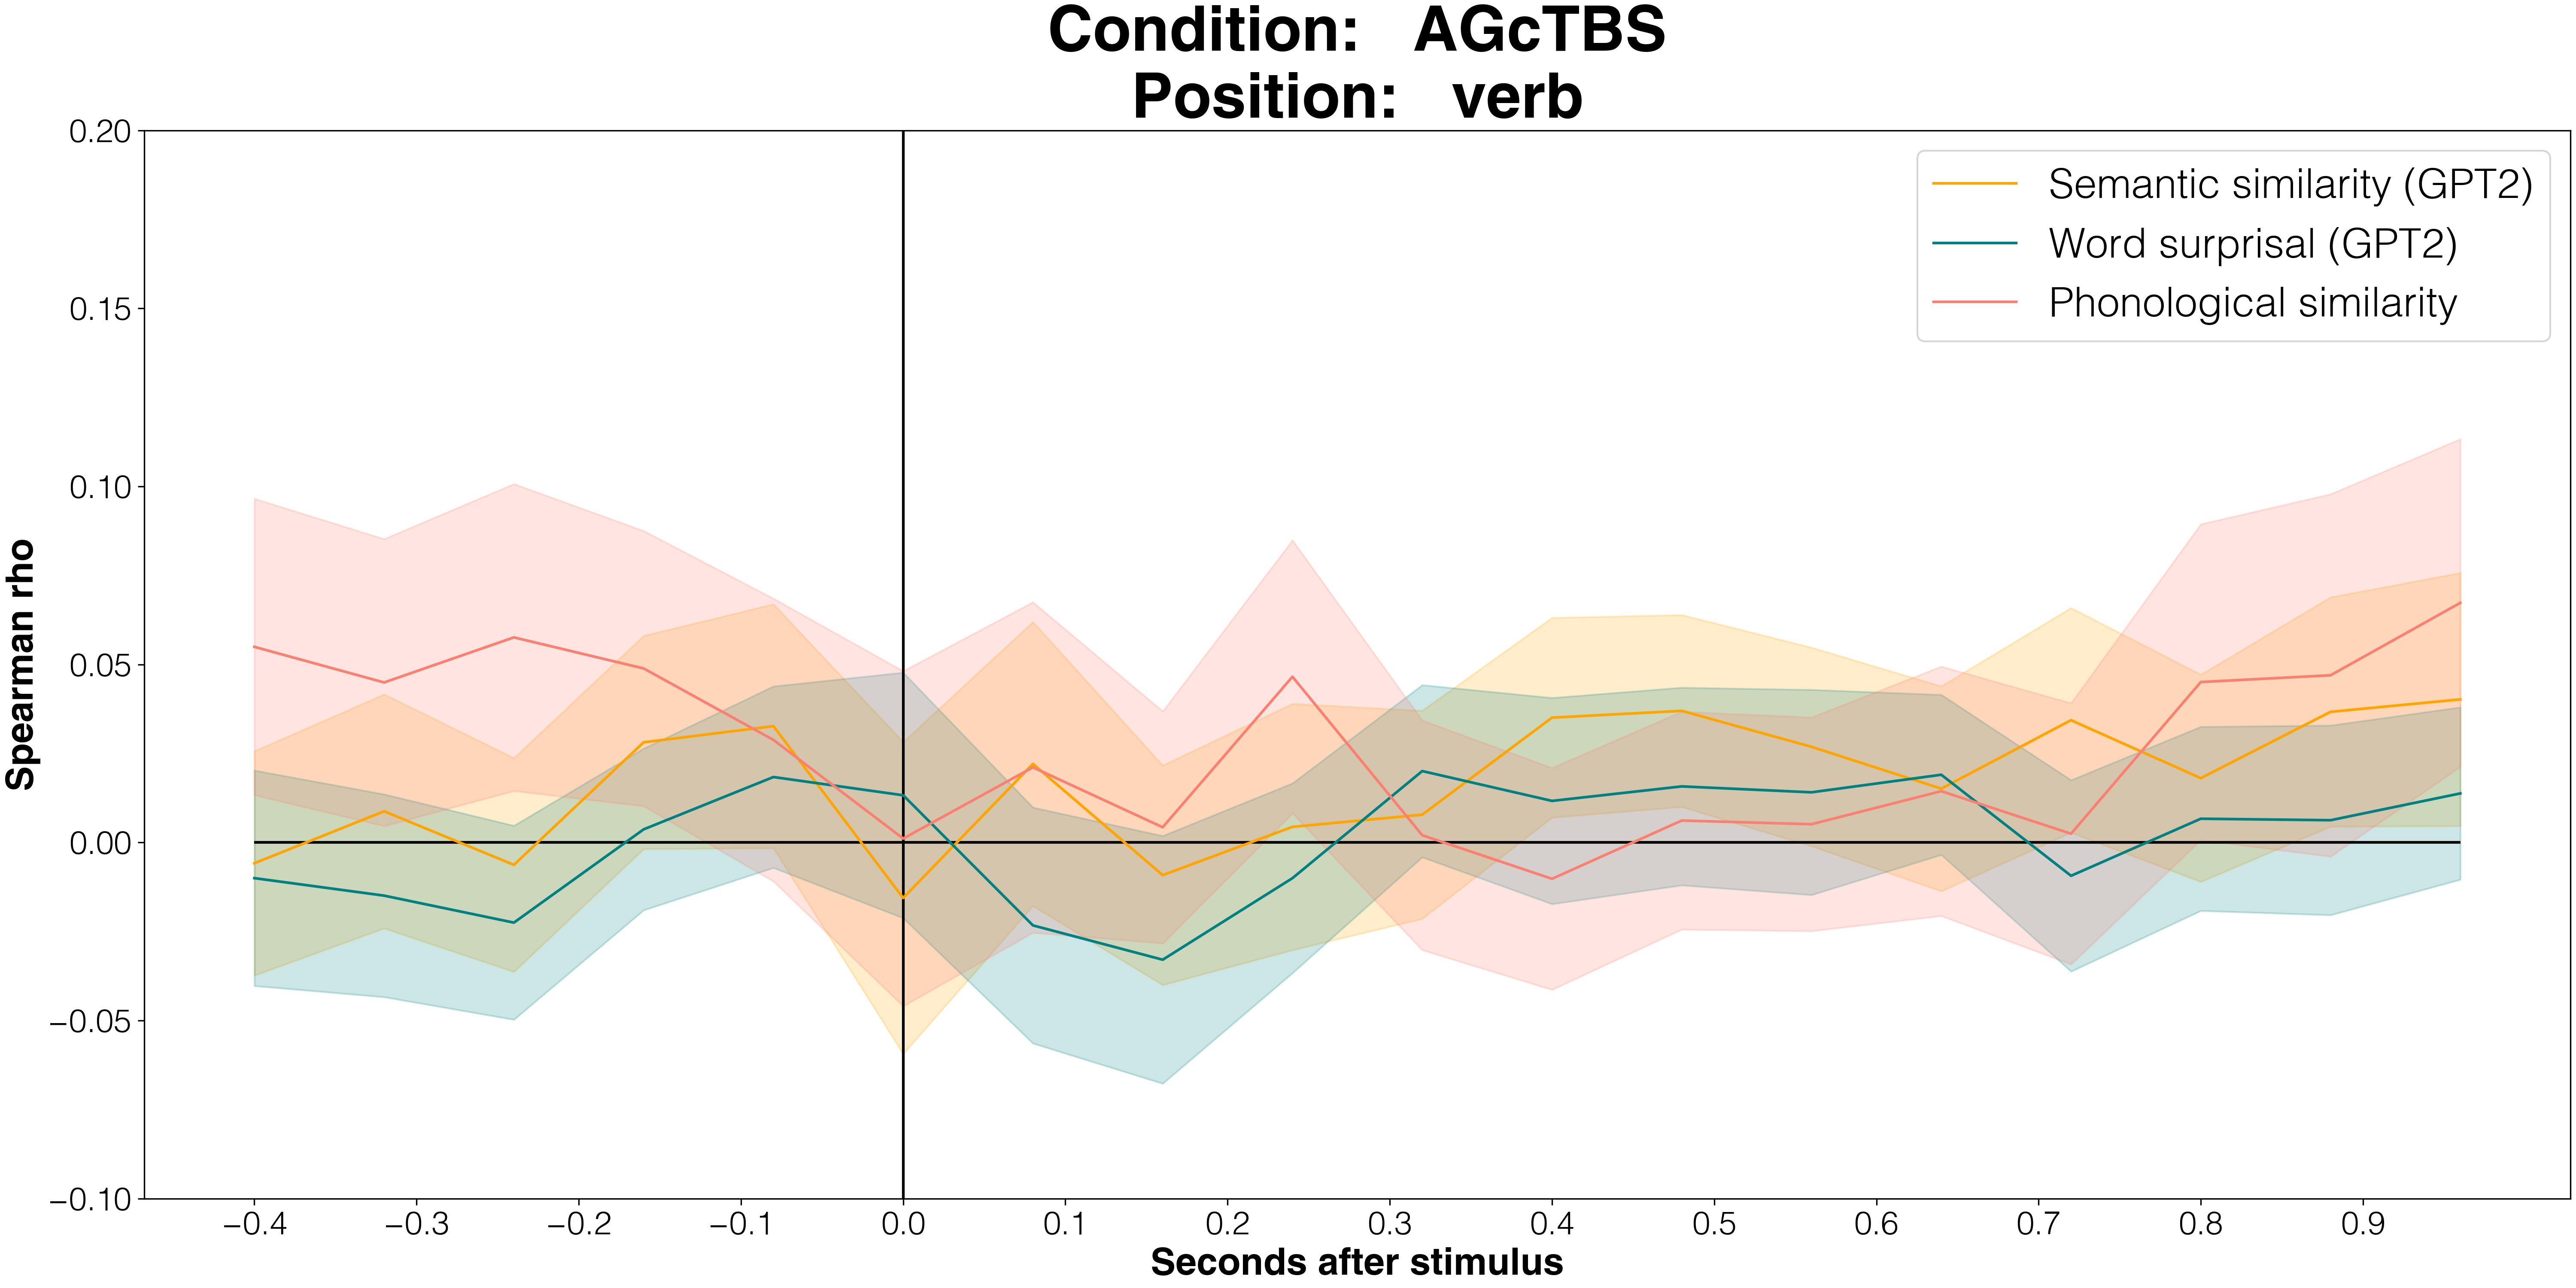 Condition: AGcTBS
Position: verb
Spearman rho
0.20
0.15
0.10
0.05
0.00
−0.05
−0.10
Semantic similarity (GPT2)
Word surprisal (GPT2)
Phonological similarity
−0.4 −0.3 −0.2 −0.1 0.0 0.1 0.2 0.3 0.4 0.5 0.6 0.7 0.8 0.9
Seconds after stimulus